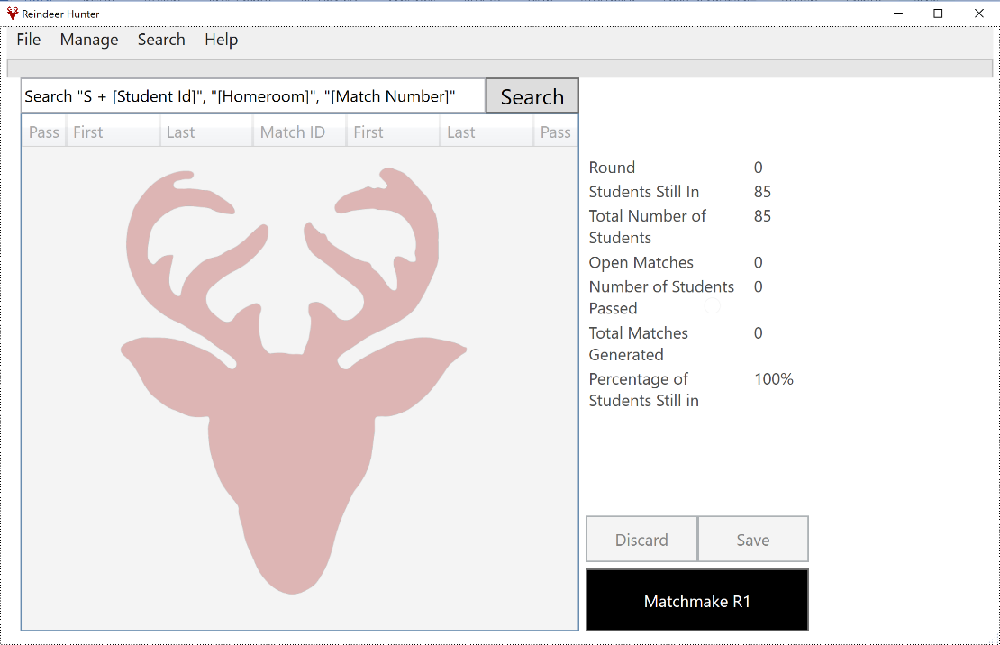 Reindeer Hunter
File Manage Search Help
Search "S + [Student Id]", "[Homeroom]", "[Match Number]" Search
Pass First Last Match ID First Last Pass
Round 0
Students Still In 85
Total Number of 85
Students
Open Matches 0
Number of Students 0
Passed
Total Matches 0
Generated
Percentage of 100%
Students Still in
Discard Save
Matchmake R1